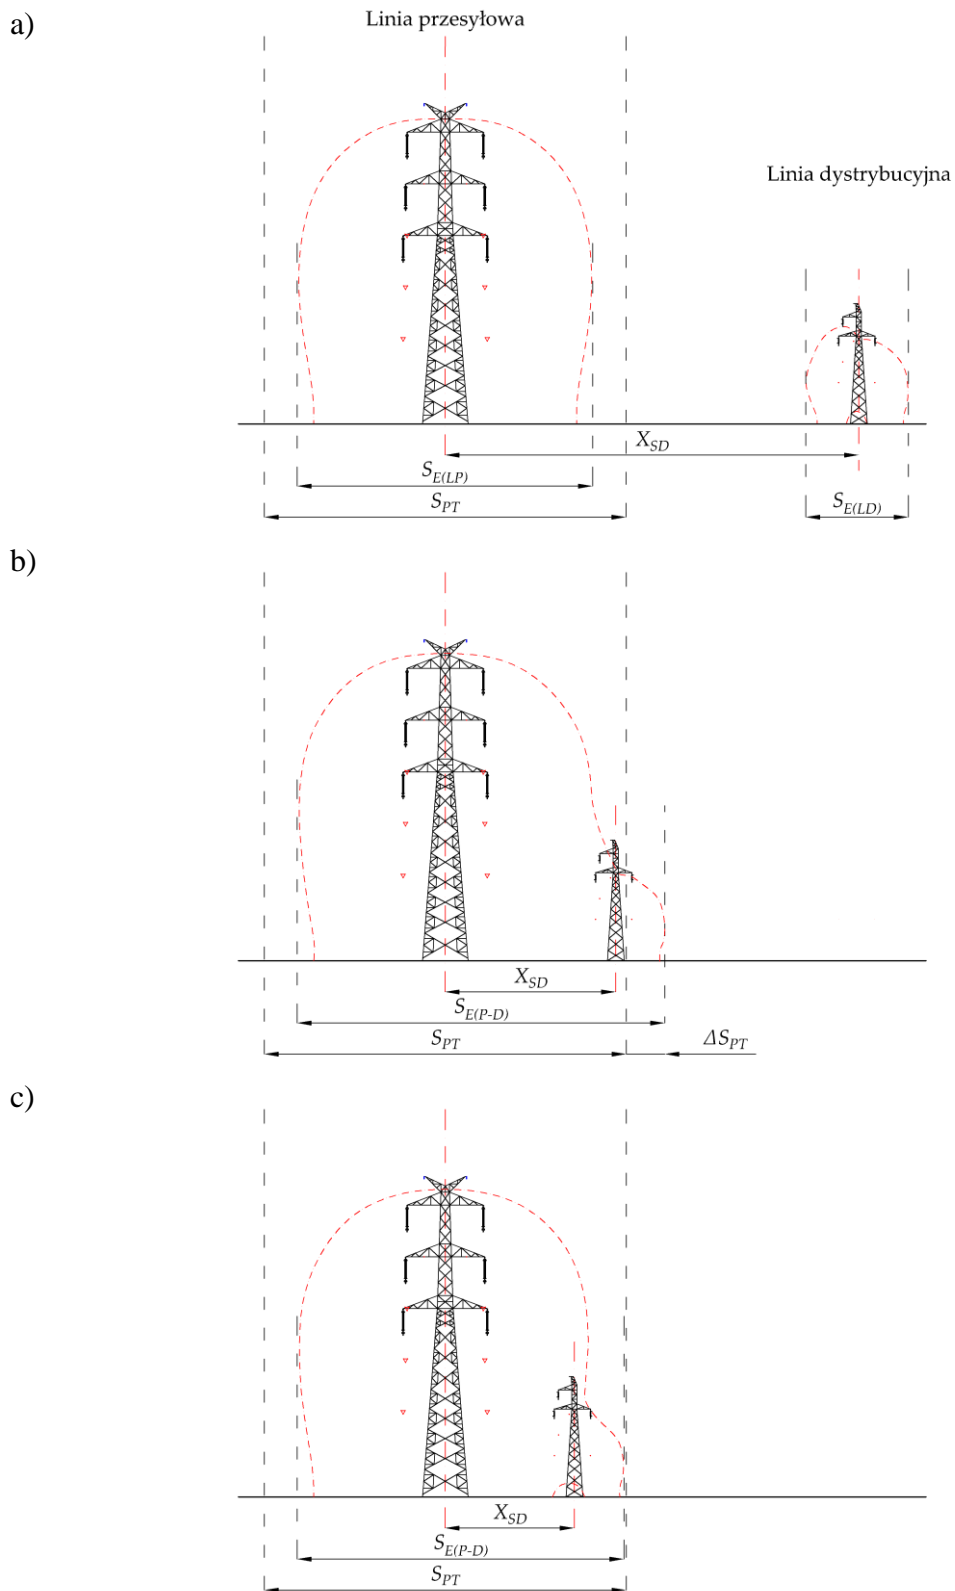 a)
Linia przesyłowa
Linia dystrybucyjna
X_SD
S_E(LP)
S_E(LD)
S_PT
b)
X_SD
S_E(P-D)
S_PT
ΔS_PT
c)
X_SD
S_E(P-D)
S_PT